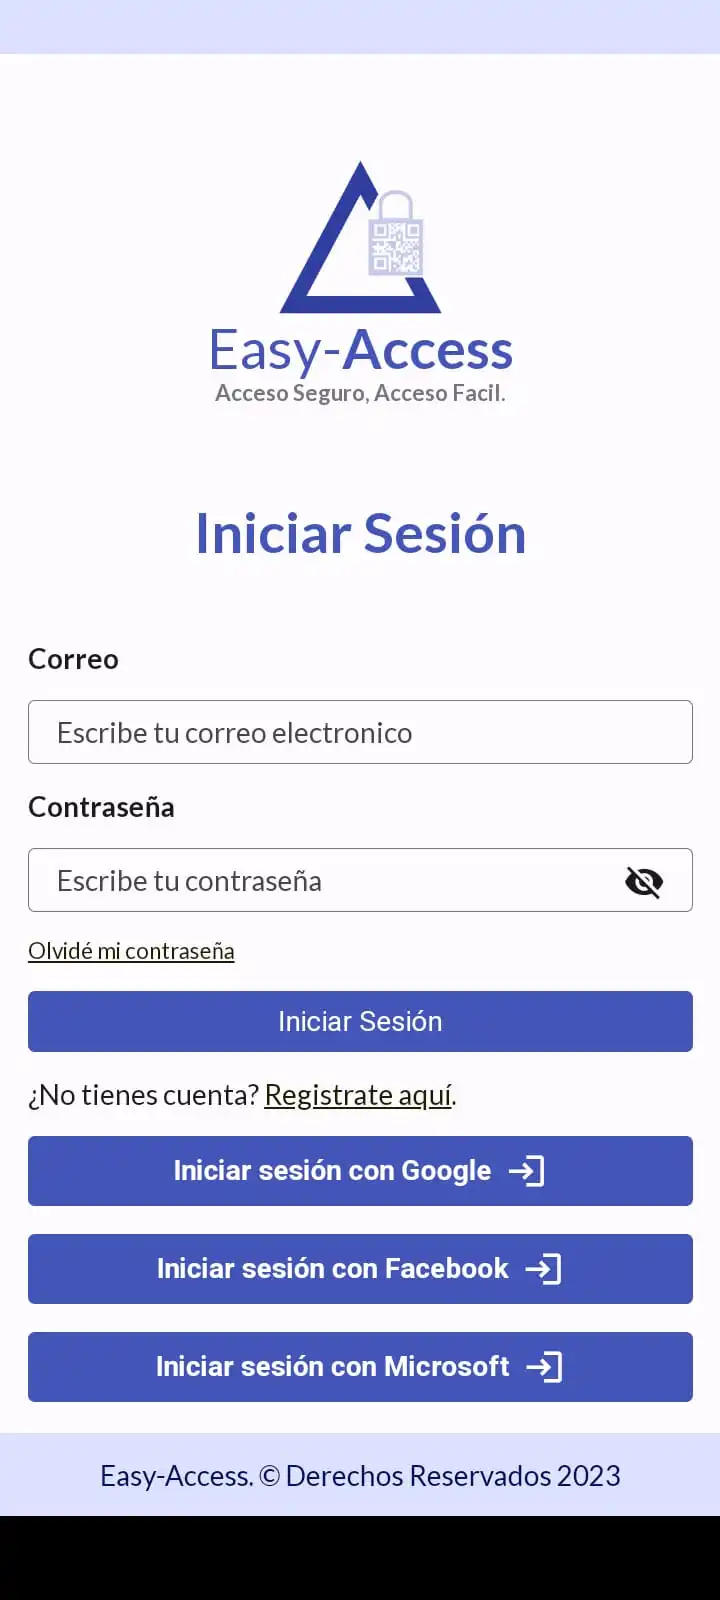 Easy-Access
Acceso Seguro, Acceso Facil.
Iniciar Sesión
Correo
Escribe tu correo electronico
Contraseña
Escribe tu contraseña
Olvidé mi contraseña
Iniciar Sesión
¿No tienes cuenta? Registrate aquí.
Iniciar sesión con Google
Iniciar sesión con Facebook
Iniciar sesión con Microsoft
Easy-Access. © Derechos Reservados 2023